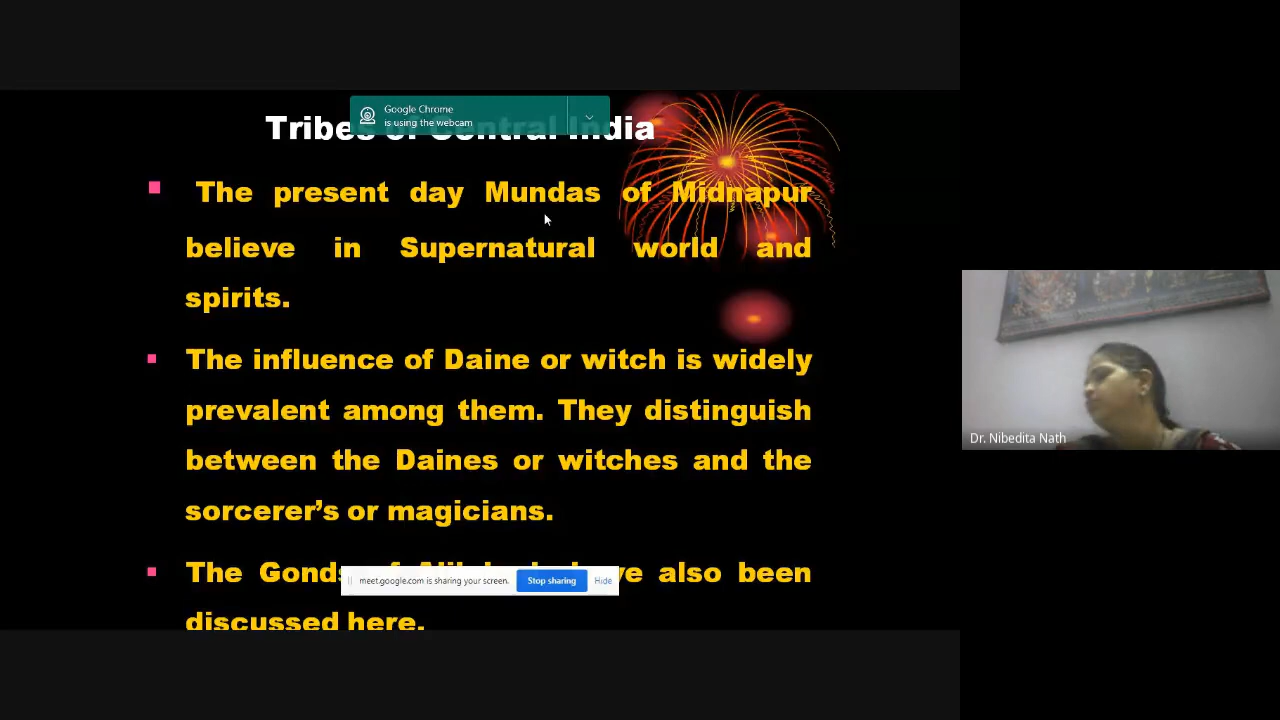 Google Chrome
is using the webcam
Tribes of Central India
The present day Mundas of Midnapur
believe in Supernatural world and
spirits.
The influence of Daine or witch is widely
prevalent among them. They distinguish
between the Daines or witches and the
sorcerer’s or magicians.
The Gonds of also been
discussed here.
meet.google.com is sharing your screen.
Stop sharing
Hide
Dr. Nibedita Nath